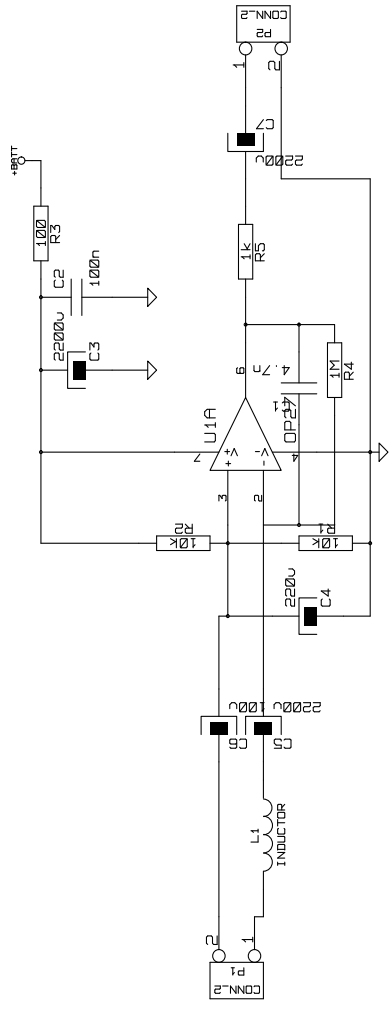 CONN_2
P2
1
2
C7
2200u
+BATT
100
R3
C2
100n
2200u
C3
1k
R5
6
4.7n
C1
1M
R4
U1A
OP2
7
V+
V-
4
+
-
3
2
R2
10k
R1
10k
220u
C4
100u
2200u
C6
C5
L1
INDUCTOR
2
1
P1
CONN_2